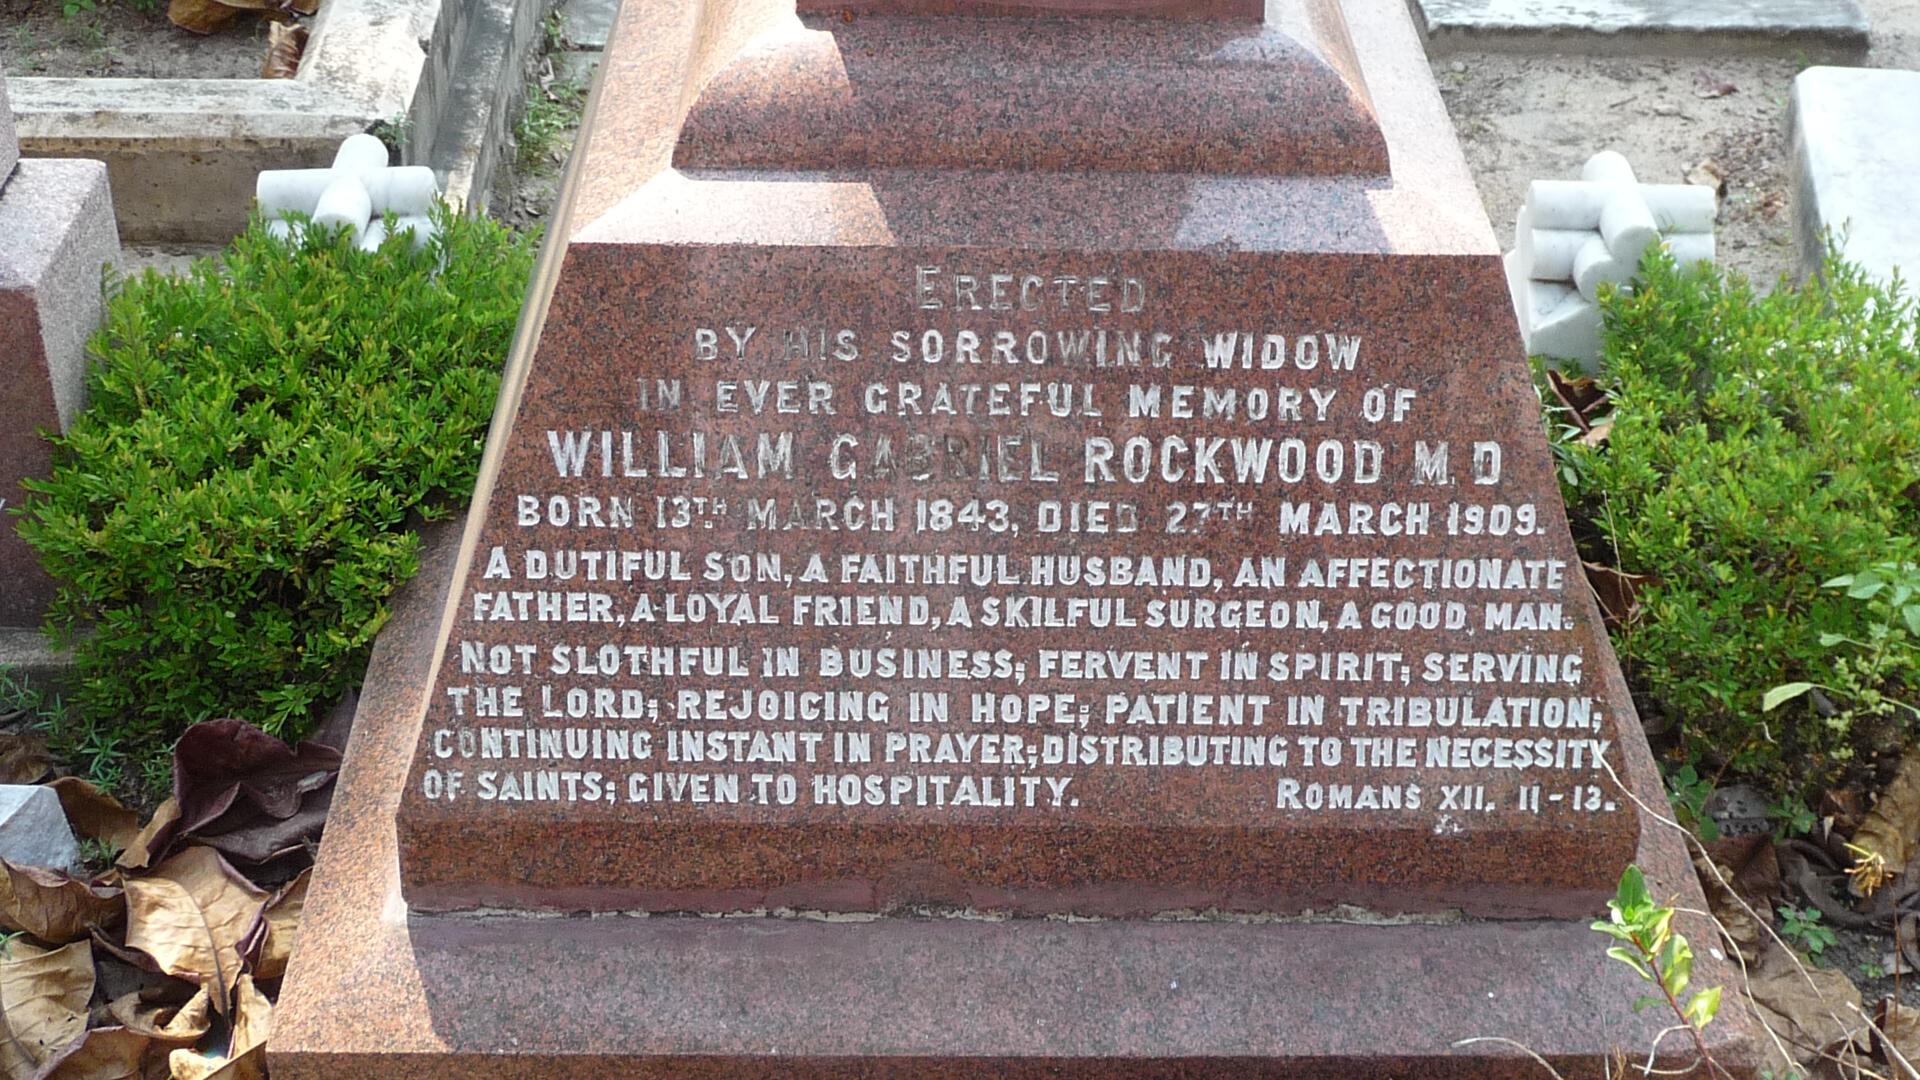 ERECTED
BY HIS SORROWING WIDOW
IN EVER GRATEFUL MEMORY OF
WILLIAM GABRIEL ROCKWOOD M.D
BORN 13TH MARCH 1843, DIED 27TH MARCH 1909.
A DUTIFUL SON, A FAITHFUL HUSBAND, AN AFFECTIONATE
FATHER, A LOYAL FRIEND, A SKILFUL SURGEON, A GOOD MAN.
NOT SLOTHFUL IN BUSINESS; FERVENT IN SPIRIT; SERVING
THE LORD; REJOICING IN HOPE; PATIENT IN TRIBULATION;
CONTINUING INSTANT IN PRAYER; DISTRIBUTING TO THE NECESSITY
OF SAINTS; GIVEN TO HOSPITALITY. ROMANS XII. 11-13.